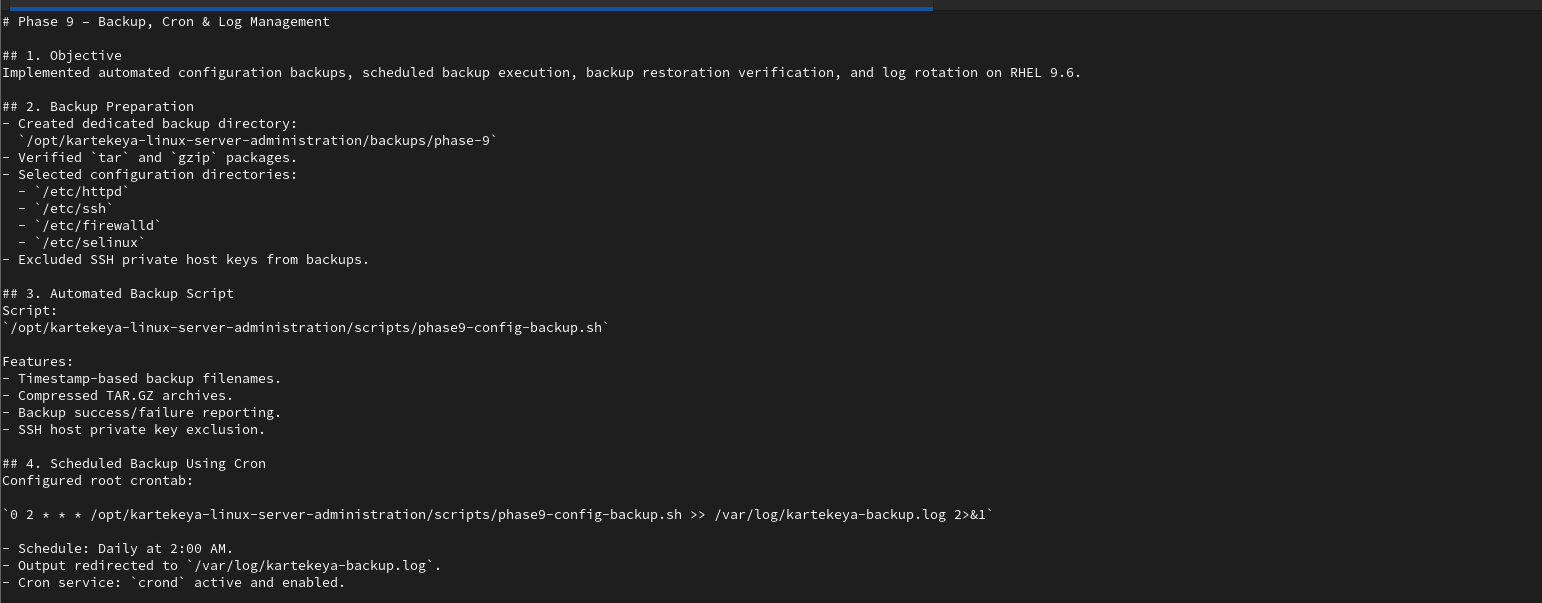 # Phase 9 – Backup, Cron & Log Management
## 1. Objective
Implemented automated configuration backups, scheduled backup execution, backup restoration verification, and log rotation on RHEL 9.6.
## 2. Backup Preparation
- Created dedicated backup directory:
  `/opt/kartekeya-linux-server-administration/backups/phase-9`
- Verified `tar` and `gzip` packages.
- Selected configuration directories:
  - `/etc/httpd`
  - `/etc/ssh`
  - `/etc/firewalld`
  - `/etc/selinux`
- Excluded SSH private host keys from backups.
## 3. Automated Backup Script
Script:
`/opt/kartekeya-linux-server-administration/scripts/phase9-config-backup.sh`
Features:
- Timestamp-based backup filenames.
- Compressed TAR.GZ archives.
- Backup success/failure reporting.
- SSH host private key exclusion.
## 4. Scheduled Backup Using Cron
Configured root crontab:
`0 2 * * * /opt/kartekeya-linux-server-administration/scripts/phase9-config-backup.sh >> /var/log/kartekeya-backup.log 2>&1`
- Schedule: Daily at 2:00 AM.
- Output redirected to `/var/log/kartekeya-backup.log`.
- Cron service: `crond` active and enabled.